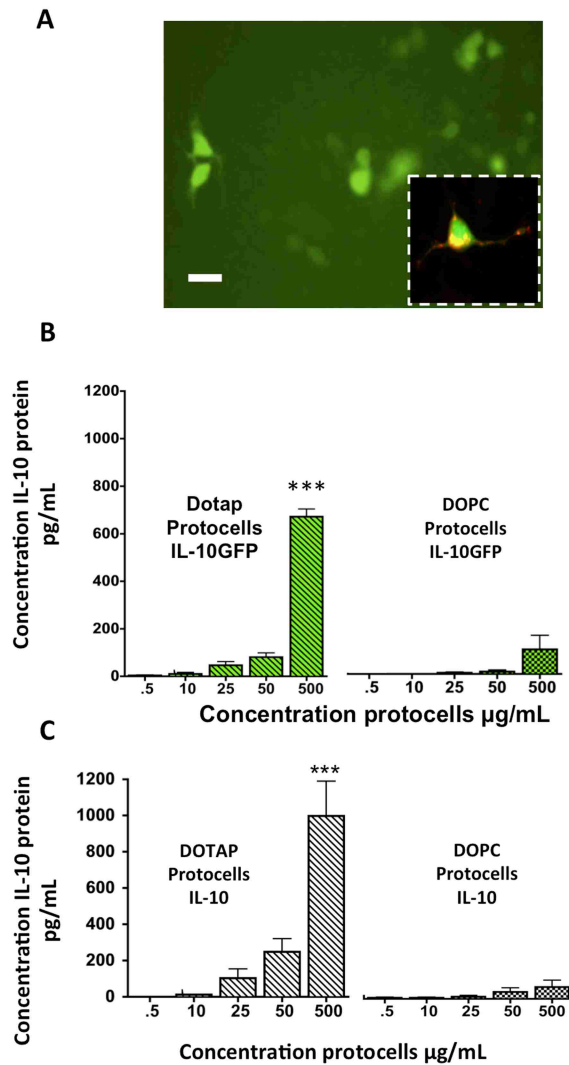 A
B
Concentration IL-10 protein
pg/mL
1200
1000
800
600
400
200
0
Dotap
Protocells
IL-10GFP
***
DOPC
Protocells
IL-10GFP
.5 10 25 50 500
.5 10 25 50 500
Concentration protocells µg/mL
C
Concentration IL-10 protein
pg/mL
1200
1000
800
600
400
200
0
DOTAP
Protocells
IL-10
***
DOPC
Protocells
IL-10
.5 10 25 50 500
.5 10 25 50 500
Concentration protocells µg/mL